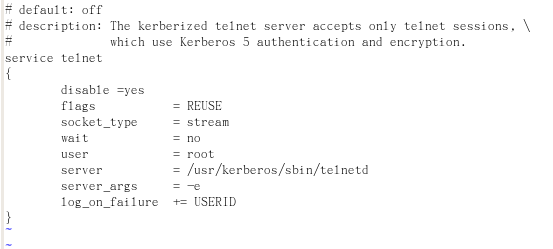 # default: off
# description: The kerberized telnet server accepts only telnet sessions, \
#              which use Kerberos 5 authentication and encryption.
service telnet
{
        disable =yes
        flags           = REUSE
        socket_type     = stream
        wait            = no
        user            = root
        server          = /usr/kerberos/sbin/telnetd
        server_args     = -e
        log_on_failure  += USERID
}
~
~